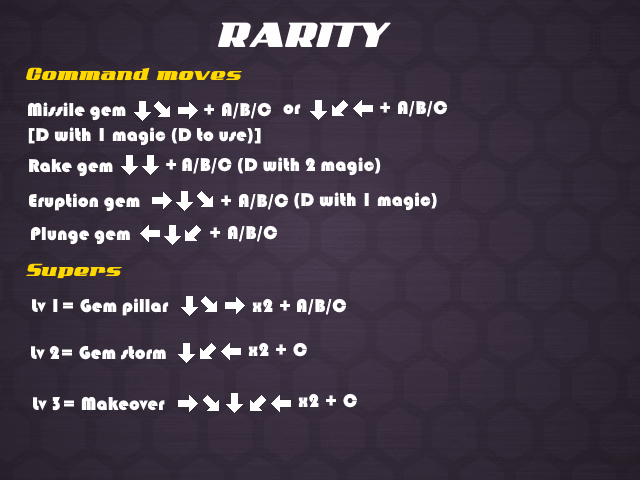 RARITY
Command moves
Missile gem ⬇↘➡ + A/B/C or ⬇↙⬅ + A/B/C
[D with 1 magic (D to use)]
Rake gem ⬇⬇ + A/B/C (D with 2 magic)
Eruption gem ➡⬇↘ + A/B/C (D with 1 magic)
Plunge gem ⬅⬇↙ + A/B/C
Supers
Lv 1= Gem pillar ⬇↘➡ x2 + A/B/C
Lv 2= Gem storm ⬇↙⬅ x2 + C
Lv 3= Makeover ➡↘⬇↙⬅ x2 + C